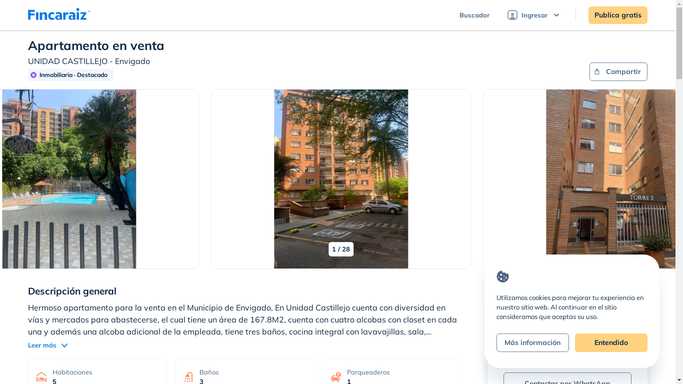 Fincaraiz
Buscador
Ingresar
Publica gratis
Apartamento en venta
UNIDAD CASTILLEJO - Envigado
Inmobiliaria - Destacado
Compartir
TORRE 2
1 / 28
Descripción general
Hermoso apartamento para la venta en el Municipio de Envigado, En Unidad Castillejo cuenta con diversidad en
vías y mercados para abastecerse, el cual tiene un área de 167.8M2, cuenta con cuatro alcobas con closet en cada
una y además una alcoba adicional de la empleada, tiene tres baños, cocina integral con lavavajillas, sala,...
Leer más
Habitaciones
5
Baños
3
Parqueaderos
1
Utilizamos cookies para mejorar tu experiencia en
nuestro sitio web. Al continuar en el sitio
consideramos que aceptas su uso.
Más información
Entendido
Contactar por WhatsApp